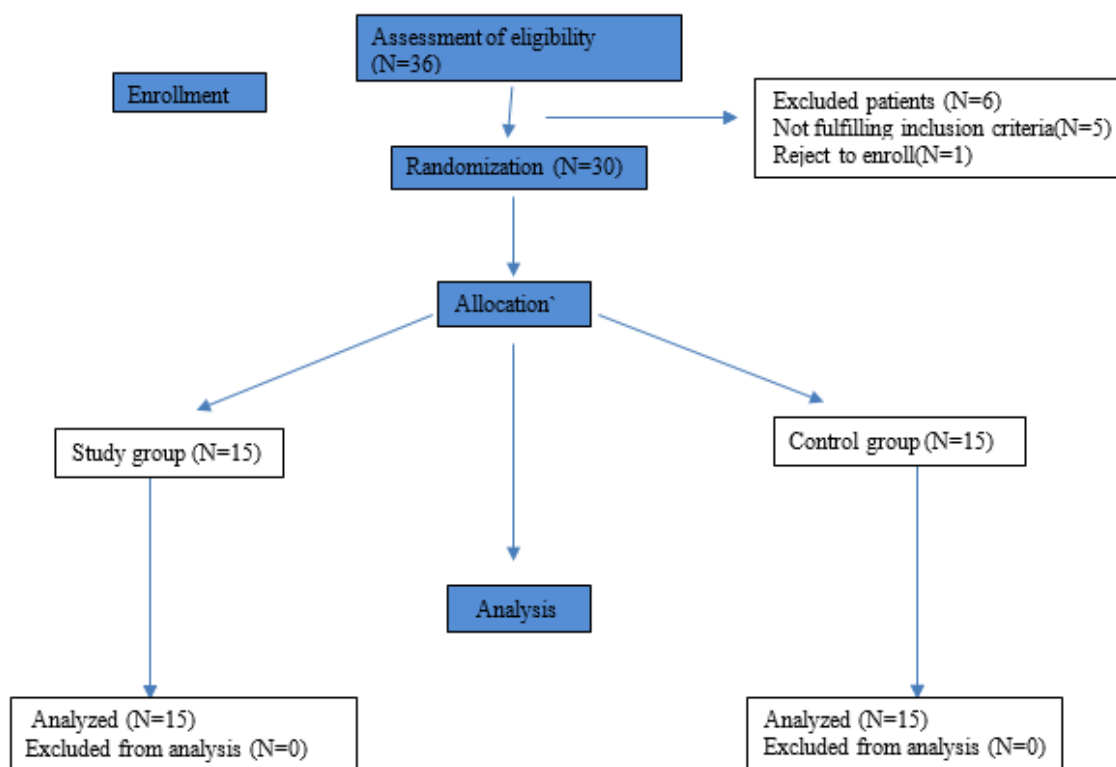 Assessment of eligibility
(N=36)
Enrollment
Excluded patients (N=6)
Not fulfilling inclusion criteria(N=5)
Reject to enroll(N=1)
Randomization (N=30)
Allocation`
Study group (N=15)
Control group (N=15)
Analysis
Analyzed (N=15)
Excluded from analysis (N=0)
Analyzed (N=15)
Excluded from analysis (N=0)